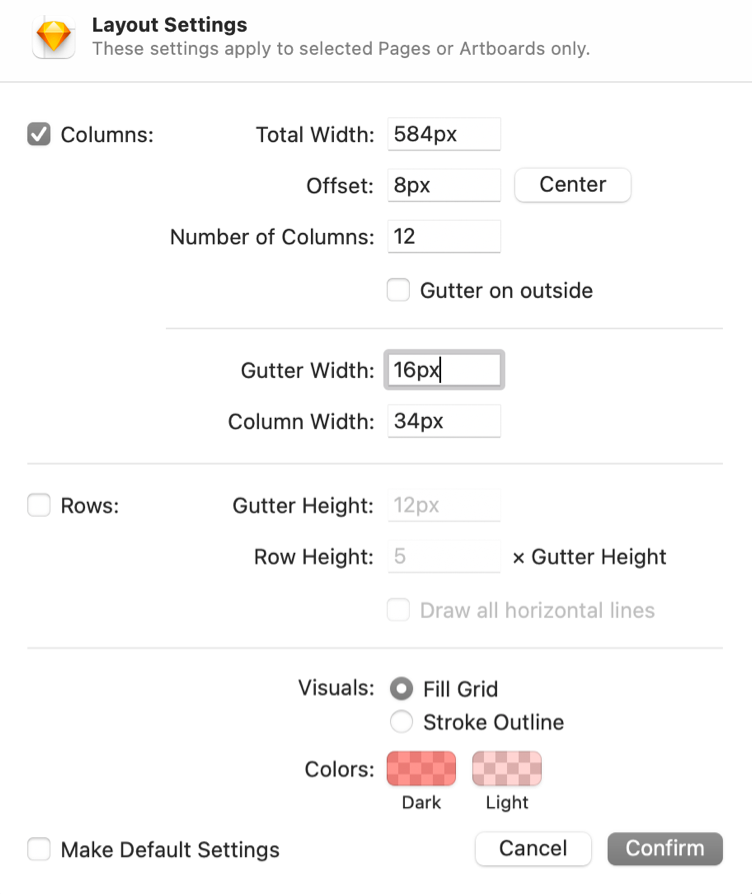 Layout Settings
These settings apply to selected Pages or Artboards only.
Columns: Total Width: 584px
Offset: 8px Center
Number of Columns: 12
Gutter on outside
Gutter Width: 16px
Column Width: 34px
Rows: Gutter Height: 12px
Row Height: 5 × Gutter Height
Draw all horizontal lines
Visuals: Fill Grid
Stroke Outline
Colors:
Dark Light
Make Default Settings Cancel Confirm